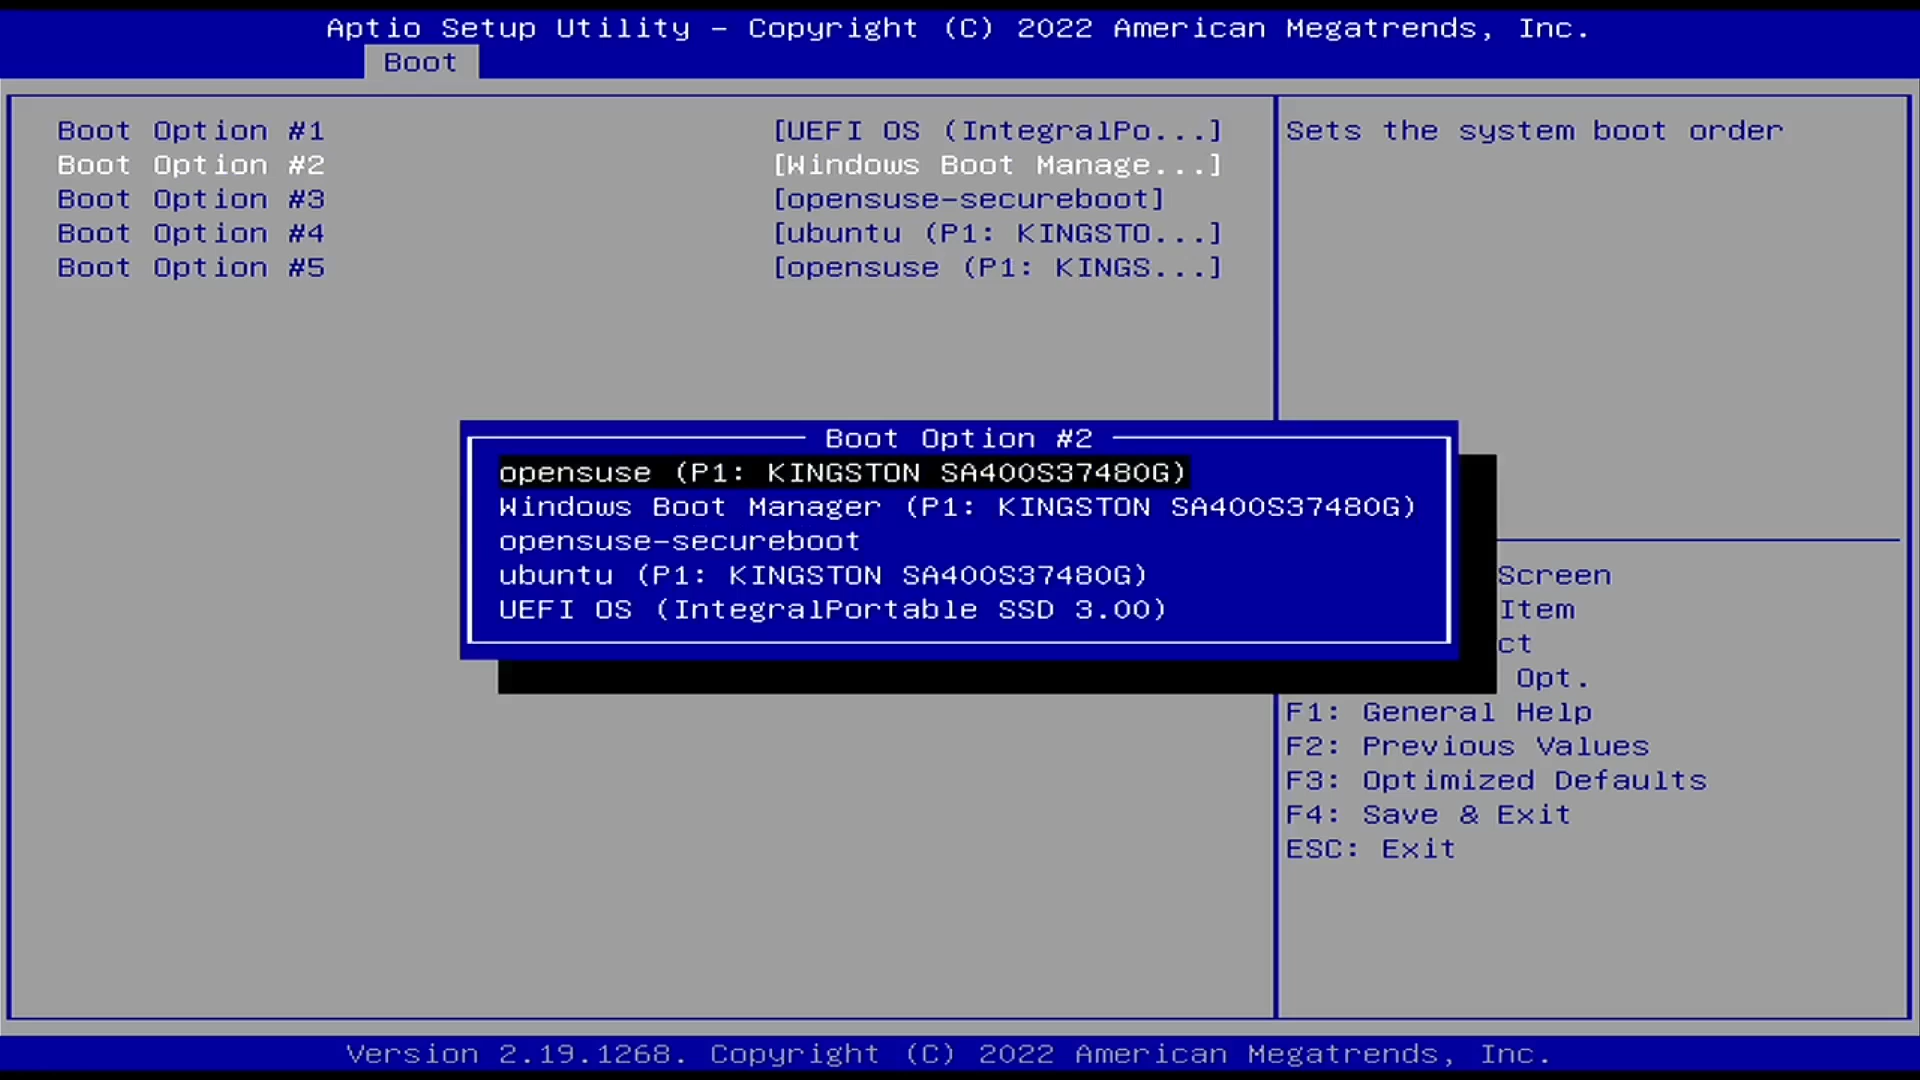 Aptio Setup Utility - Copyright (C) 2022 American Megatrends, Inc.
Boot
Boot Option #1 [UEFI OS (IntegralPo...]
Boot Option #2 [Windows Boot Manage...]
Boot Option #3 [opensuse-secureboot]
Boot Option #4 [ubuntu (P1: KINGSTO...]
Boot Option #5 [opensuse (P1: KINGS...]
Sets the system boot order
Boot Option #2
opensuse (P1: KINGSTON SA400S37480G)
Windows Boot Manager (P1: KINGSTON SA400S37480G)
opensuse-secureboot
ubuntu (P1: KINGSTON SA400S37480G)
UEFI OS (IntegralPortable SSD 3.00)
Screen
Item
ct
Opt.
F1: General Help
F2: Previous Values
F3: Optimized Defaults
F4: Save & Exit
ESC: Exit
Version 2.19.1268. Copyright (C) 2022 American Megatrends, Inc.